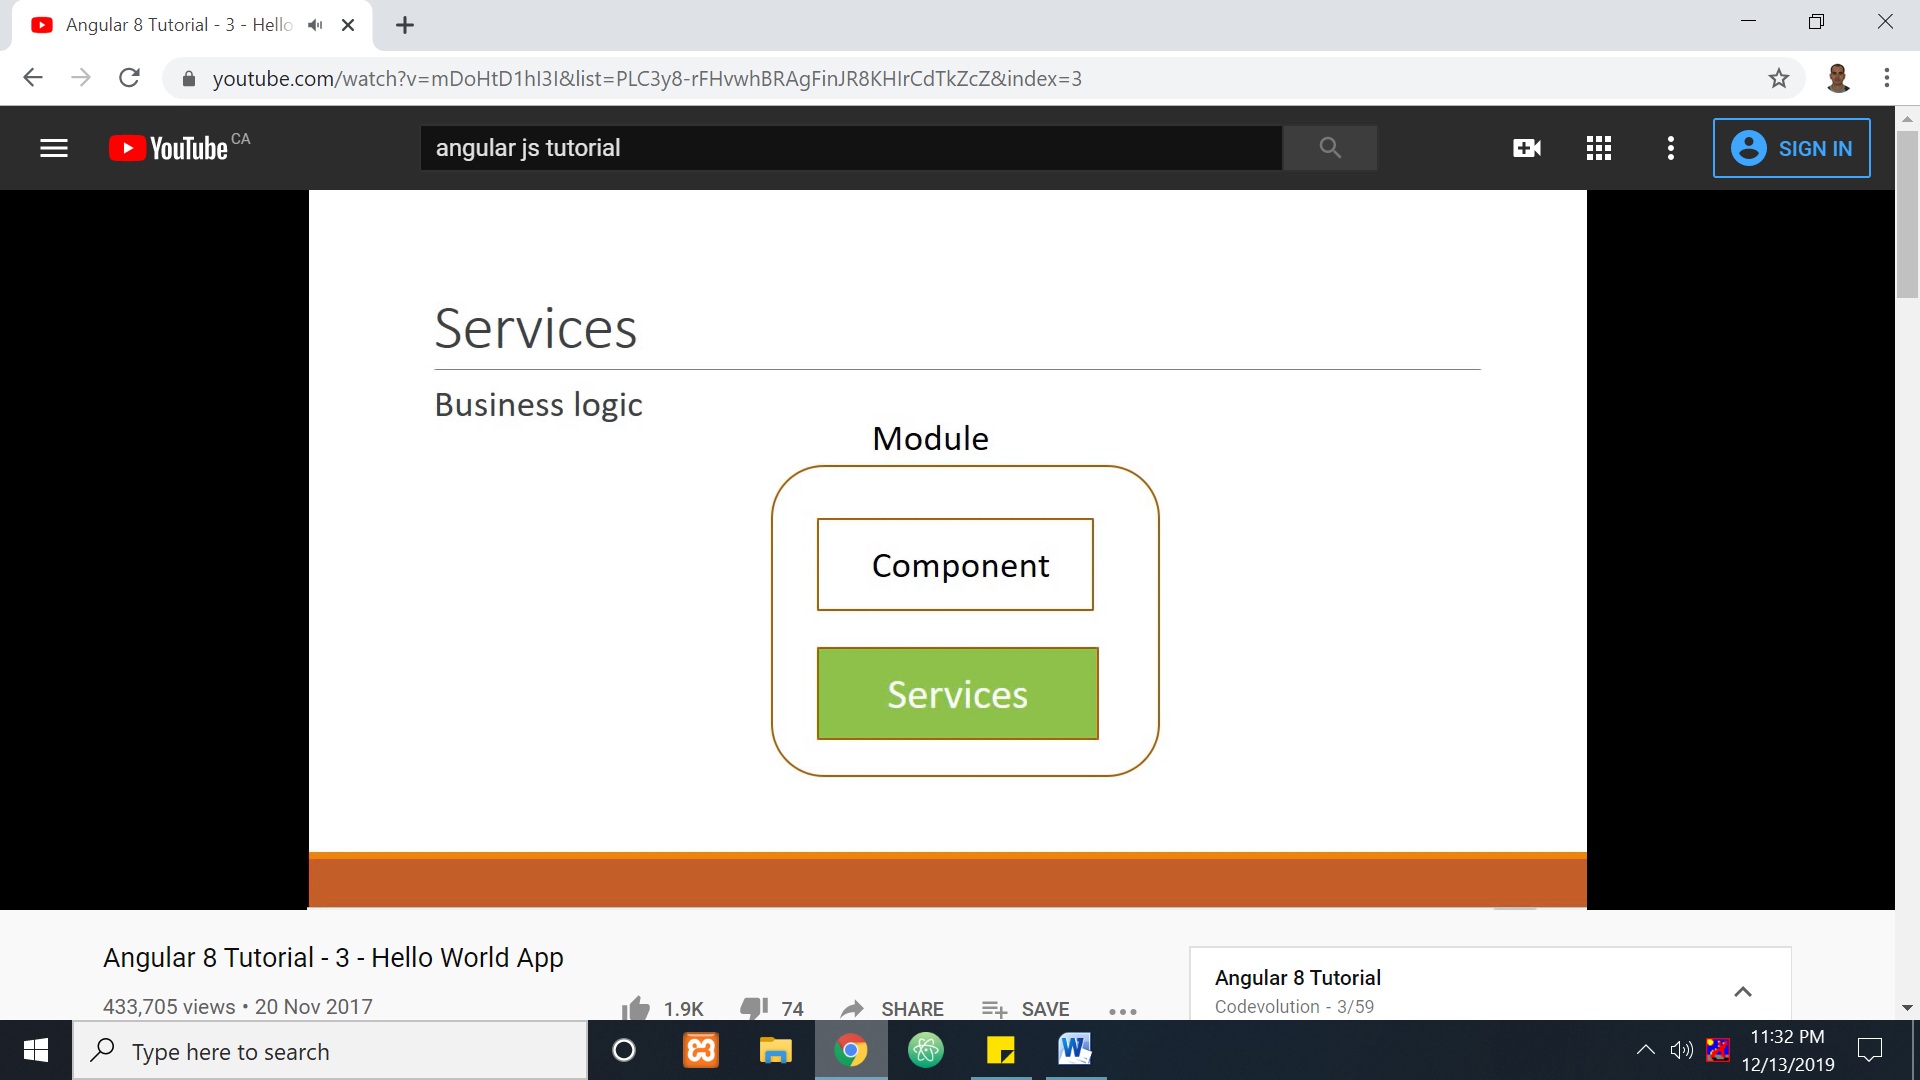 Angular 8 Tutorial - 3 - Hello
youtube.com/watch?v=mDoHtD1hI3I&list=PLC3y8-rFHvwhBRAgFinJR8KHIrCdTkZcZ&index=3
YouTube CA
angular js tutorial
SIGN IN
Services
Business logic
Module
Component
Services
Angular 8 Tutorial - 3 - Hello World App
433,705 views • 20 Nov 2017
1.9K
74
SHARE
SAVE
Angular 8 Tutorial
Codevolution - 3/59
Type here to search
W
11:32 PM
12/13/2019